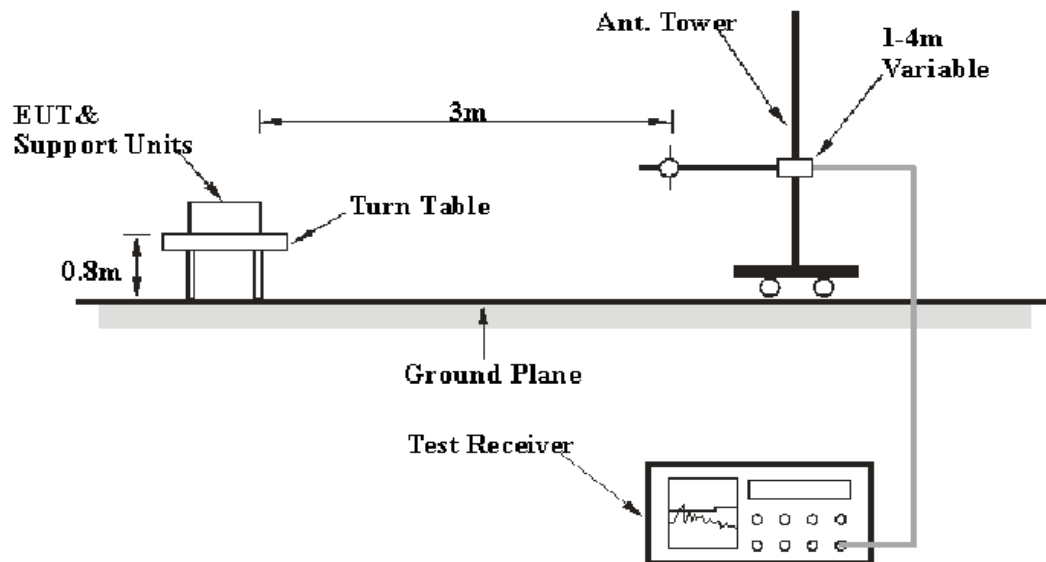 Ant. Tower
1-4m
Variable
EUT&
Support Units
3m
Turn Table
0.8m
Ground Plane
Test Receiver